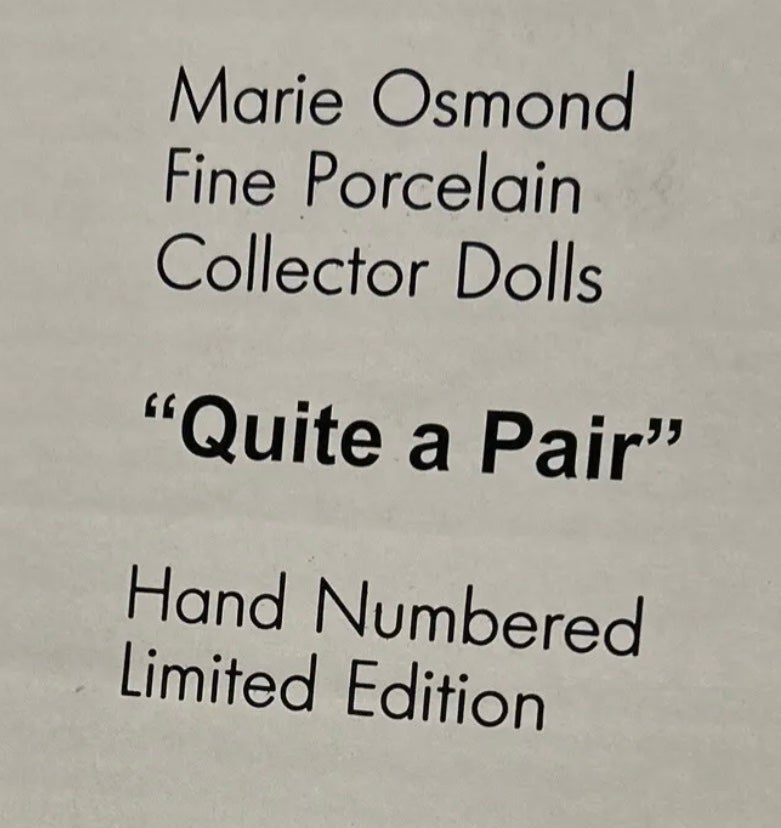 Marie Osmond
Fine Porcelain
Collector Dolls
“Quite a Pair”
Hand Numbered
Limited Edition